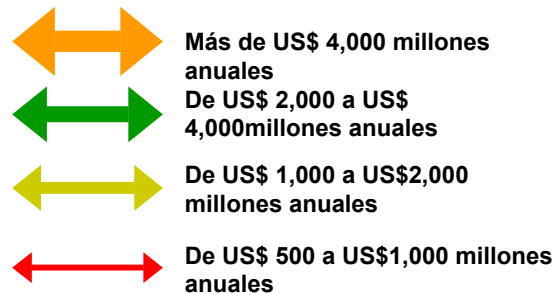 Más de US$ 4,000 millones
anuales
De US$ 2,000 a US$
4,000millones anuales
De US$ 1,000 a US$2,000
millones anuales
De US$ 500 a US$1,000 millones
anuales